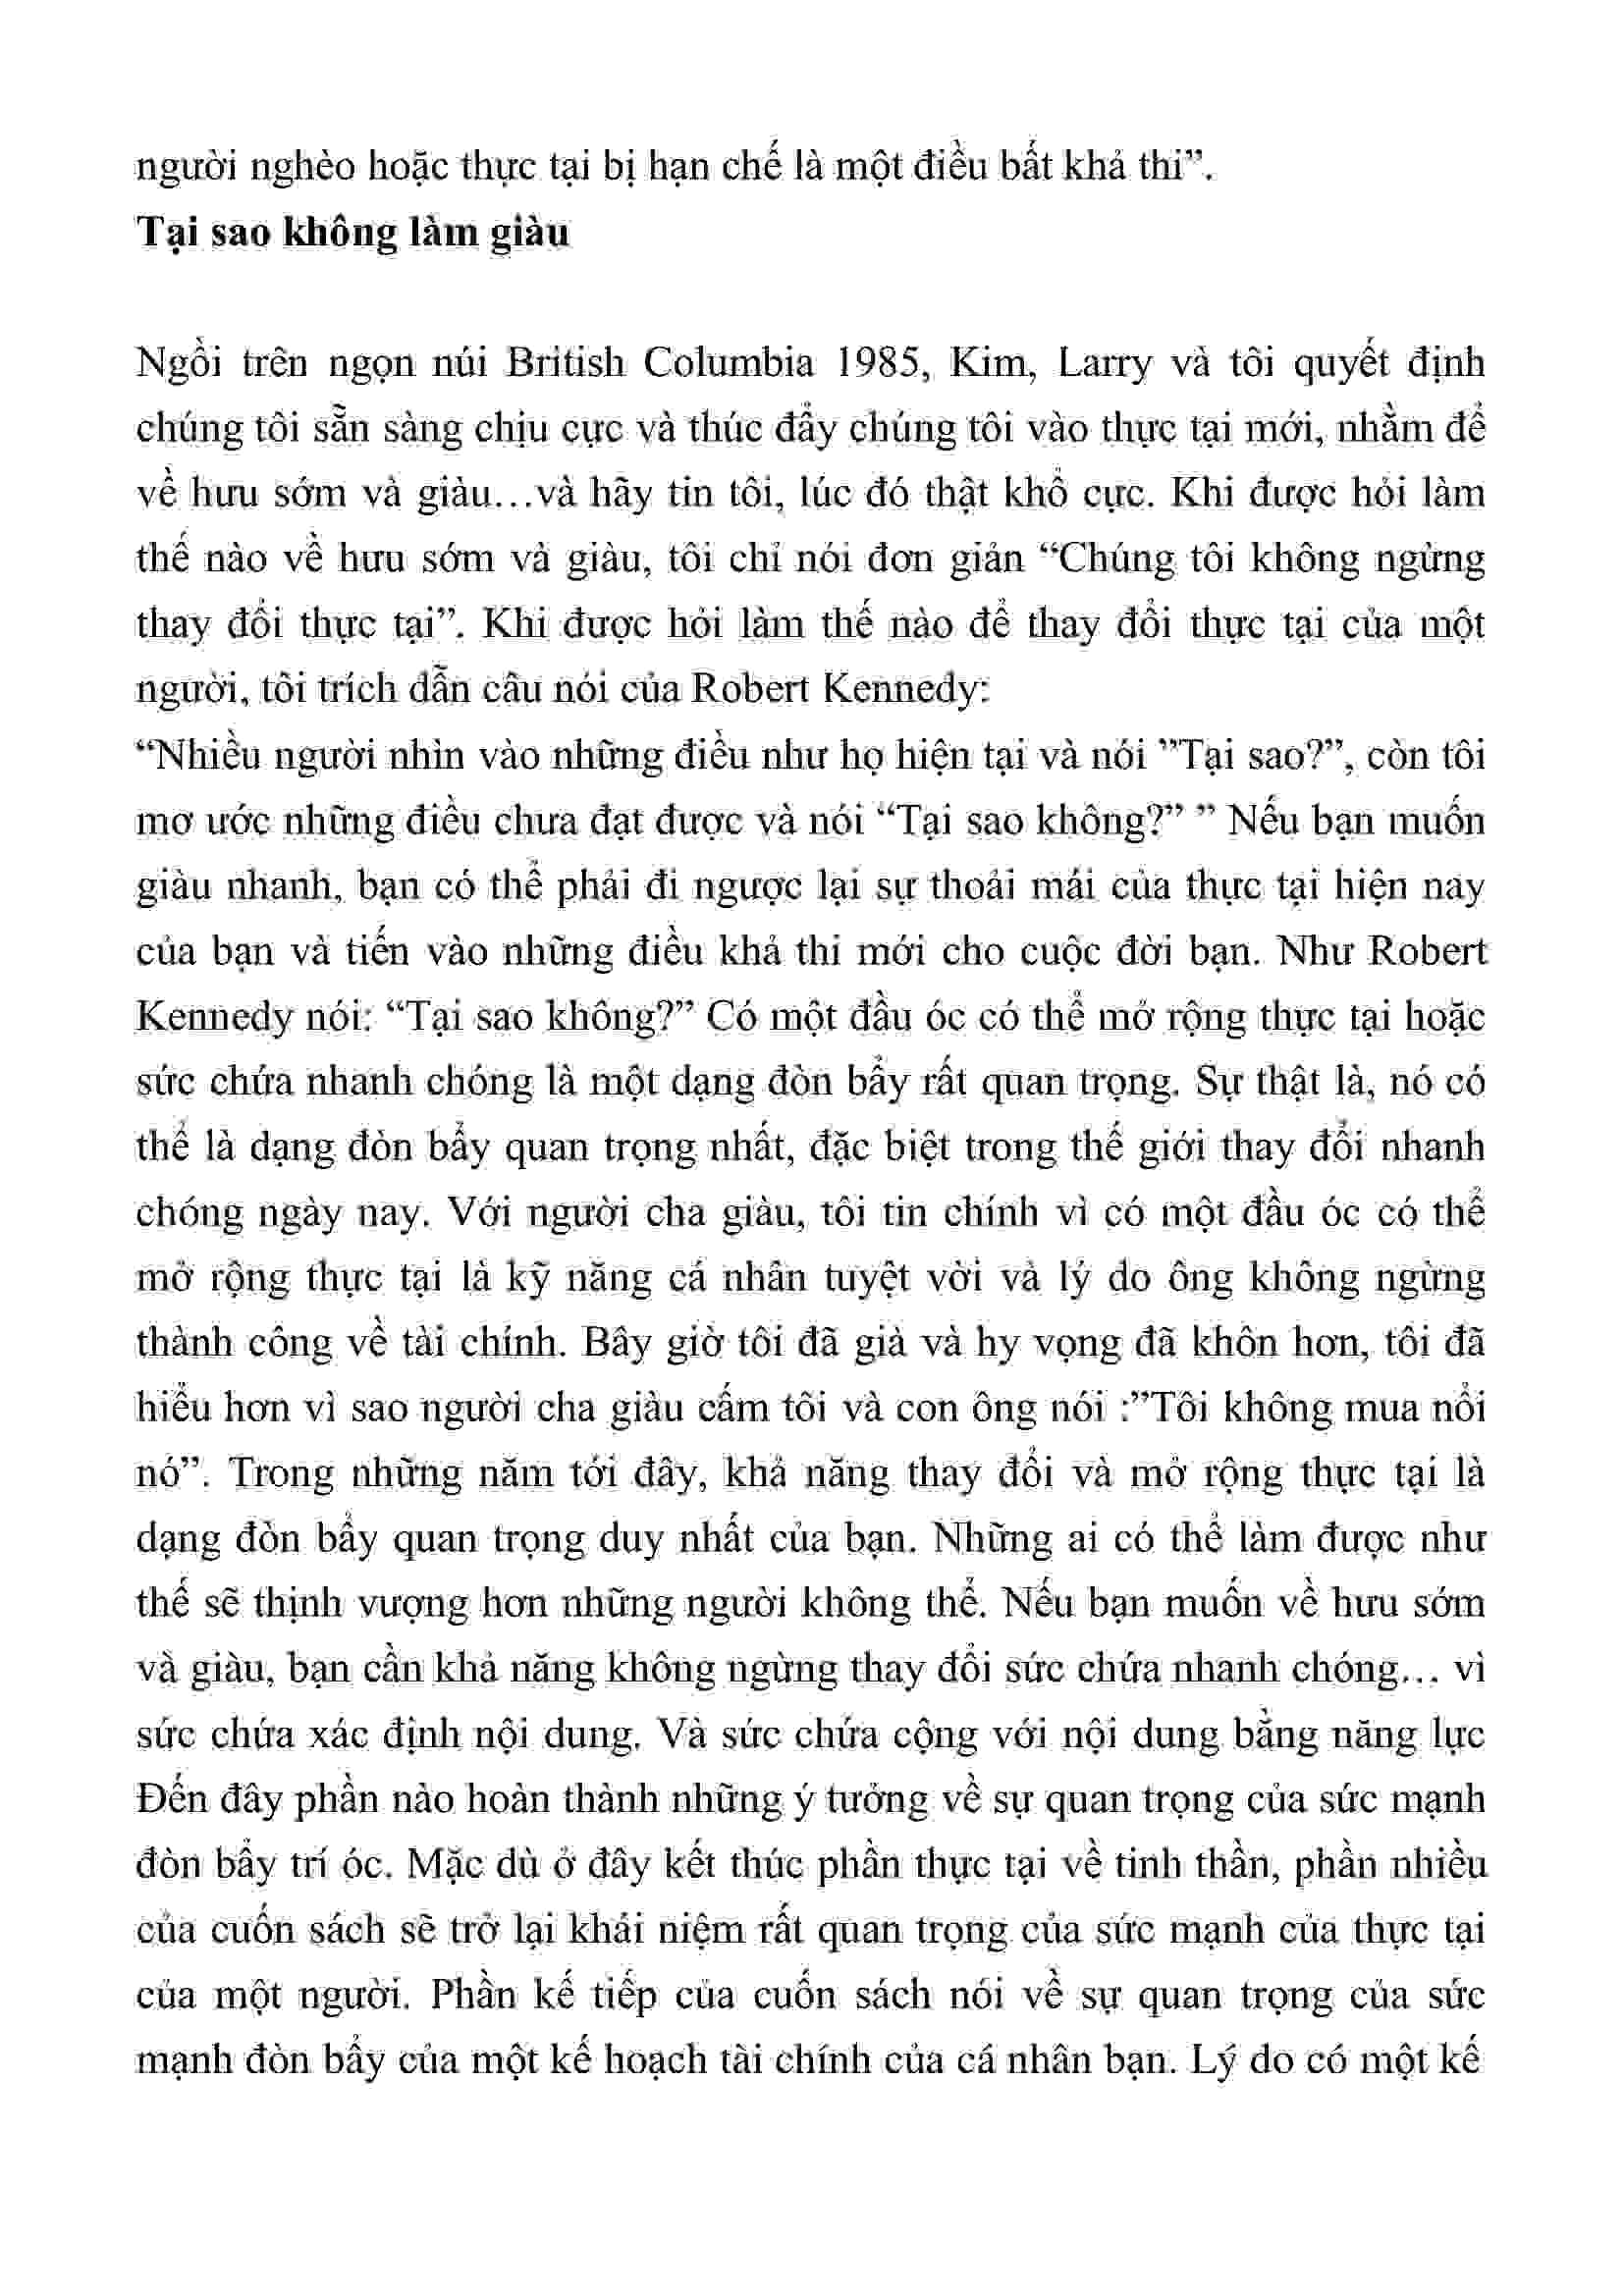 người nghèo hoặc thực tại bị hạn chế là một điều bất khả thi”.
Tại sao không làm giàu
Ngồi trên ngọn núi British Columbia 1985, Kim, Larry và tôi quyết định
chúng tôi sẵn sàng chịu cực và thúc đẩy chúng tôi vào thực tại mới, nhằm để
về hưu sớm và giàu…và hãy tin tôi, lúc đó thật khổ cực. Khi được hỏi làm
thế nào về hưu sớm và giàu, tôi chỉ nói đơn giản “Chúng tôi không ngừng
thay đổi thực tại”. Khi được hỏi làm thế nào để thay đổi thực tại của một
người, tôi trích dẫn câu nói của Robert Kennedy:
“Nhiều người nhìn vào những điều như họ hiện tại và nói ”Tại sao?”, còn tôi
mơ ước những điều chưa đạt được và nói “Tại sao không?” ” Nếu bạn muốn
giàu nhanh, bạn có thể phải đi ngược lại sự thoải mái của thực tại hiện nay
của bạn và tiến vào những điều khả thi mới cho cuộc đời bạn. Như Robert
Kennedy nói: “Tại sao không?” Có một đầu óc có thể mở rộng thực tại hoặc
sức chứa nhanh chóng là một dạng đòn bẩy rất quan trọng. Sự thật là, nó có
thể là dạng đòn bẩy quan trọng nhất, đặc biệt trong thế giới thay đổi nhanh
chóng ngày nay. Với người cha giàu, tôi tin chính vì có một đầu óc có thể
mở rộng thực tại là kỹ năng cá nhân tuyệt vời và lý do ông không ngừng
thành công về tài chính. Bây giờ tôi đã già và hy vọng đã khôn hơn, tôi đã
hiểu hơn vì sao người cha giàu cấm tôi và con ông nói :”Tôi không mua nổi
nó”. Trong những năm tới đây, khả năng thay đổi và mở rộng thực tại là
dạng đòn bẩy quan trọng duy nhất của bạn. Những ai có thể làm được như
thế sẽ thịnh vượng hơn những người không thể. Nếu bạn muốn về hưu sớm
và giàu, bạn cần khả năng không ngừng thay đổi sức chứa nhanh chóng… vì
sức chứa xác định nội dung. Và sức chứa cộng với nội dung bằng năng lực
Đến đây phần nào hoàn thành những ý tưởng về sự quan trọng của sức mạnh
đòn bẩy trí óc. Mặc dù ở đây kết thúc phần thực tại về tinh thần, phần nhiều
của cuốn sách sẽ trở lại khái niệm rất quan trọng của sức mạnh của thực tại
của một người. Phần kế tiếp của cuốn sách nói về sự quan trọng của sức
mạnh đòn bẩy của một kế hoạch tài chính của cá nhân bạn. Lý do có một kế